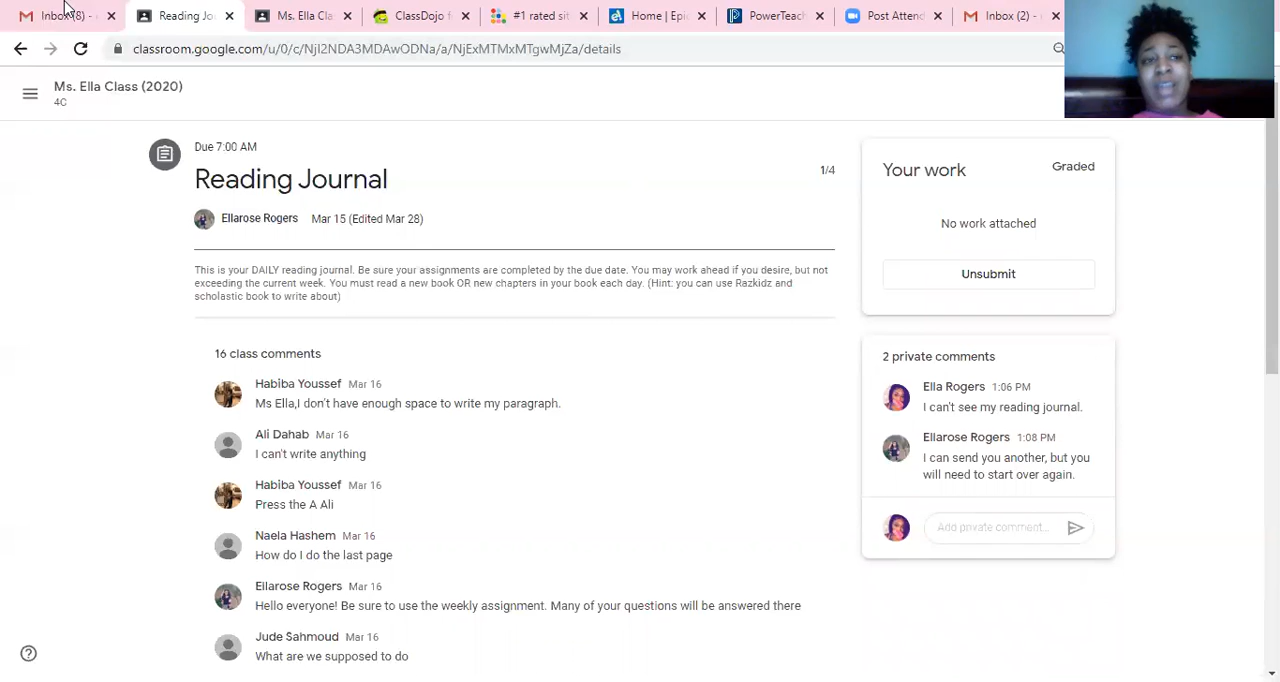 Inbox (8) -
Reading Jo
Ms. Ella Cla
ClassDojo f
#1 rated sit
Home | Epic
PowerTeach
Post Attend
Inbox (2) -
classroom.google.com/u/0/c/NjI2NDA3MDAwODNa/a/NjExMTMxMTgwMjZa/details
Ms. Ella Class (2020)
4C
Due 7:00 AM
Reading Journal
1/4
Ellarose Rogers Mar 15 (Edited Mar 28)
This is your DAILY reading journal. Be sure your assignments are completed by the due date. You may work ahead if you desire, but not
exceeding the current week. You must read a new book OR new chapters in your book each day. (Hint: you can use Razkidz and
scholastic book to write about)
16 class comments
Habiba Youssef Mar 16
Ms Ella,I don't have enough space to write my paragraph.
Ali Dahab Mar 16
I can't write anything
Habiba Youssef Mar 16
Press the A Ali
Naela Hashem Mar 16
How do I do the last page
Ellarose Rogers Mar 16
Hello everyone! Be sure to use the weekly assignment. Many of your questions will be answered there
Jude Sahmoud Mar 16
What are we supposed to do
Your work Graded
No work attached
Unsubmit
2 private comments
Ella Rogers 1:06 PM
I can't see my reading journal.
Ellarose Rogers 1:08 PM
I can send you another, but you
will need to start over again.
Add private comment...